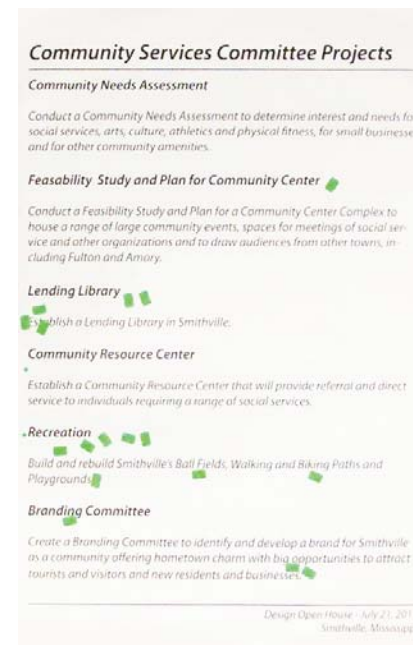 Community Services Committee Projects
Community Needs Assessment
Conduct a Community Needs Assessment to determine interest and needs fo
social services, arts, culture, athletics and physical fitness, for small businesse
and for other community amenities.
Feasability Study and Plan for Community Center
Conduct a Feasibility Study and Plan for a Community Center Complex to
house a range of large community events, spaces for meetings of social ser-
vice and other organizations and to draw audiences from other towns, in-
cluding Fulton and Amory.
Lending Library
Establish a Lending Library in Smithville.
Community Resource Center
Establish a Community Resource Center that will provide referral and direct
service to individuals requiring a range of social services.
Recreation
Build and rebuild Smithville's Ball Fields, Walking and Biking Paths and
Playgrounds
Branding Committee
Create a Branding Committee to identify and develop a brand for Smithville
as a community offering hometown charm with big opportunities to attract
tourists and visitors and new residents and businesses.
Design Open House - July 21, 201
Smithville, Mississipp